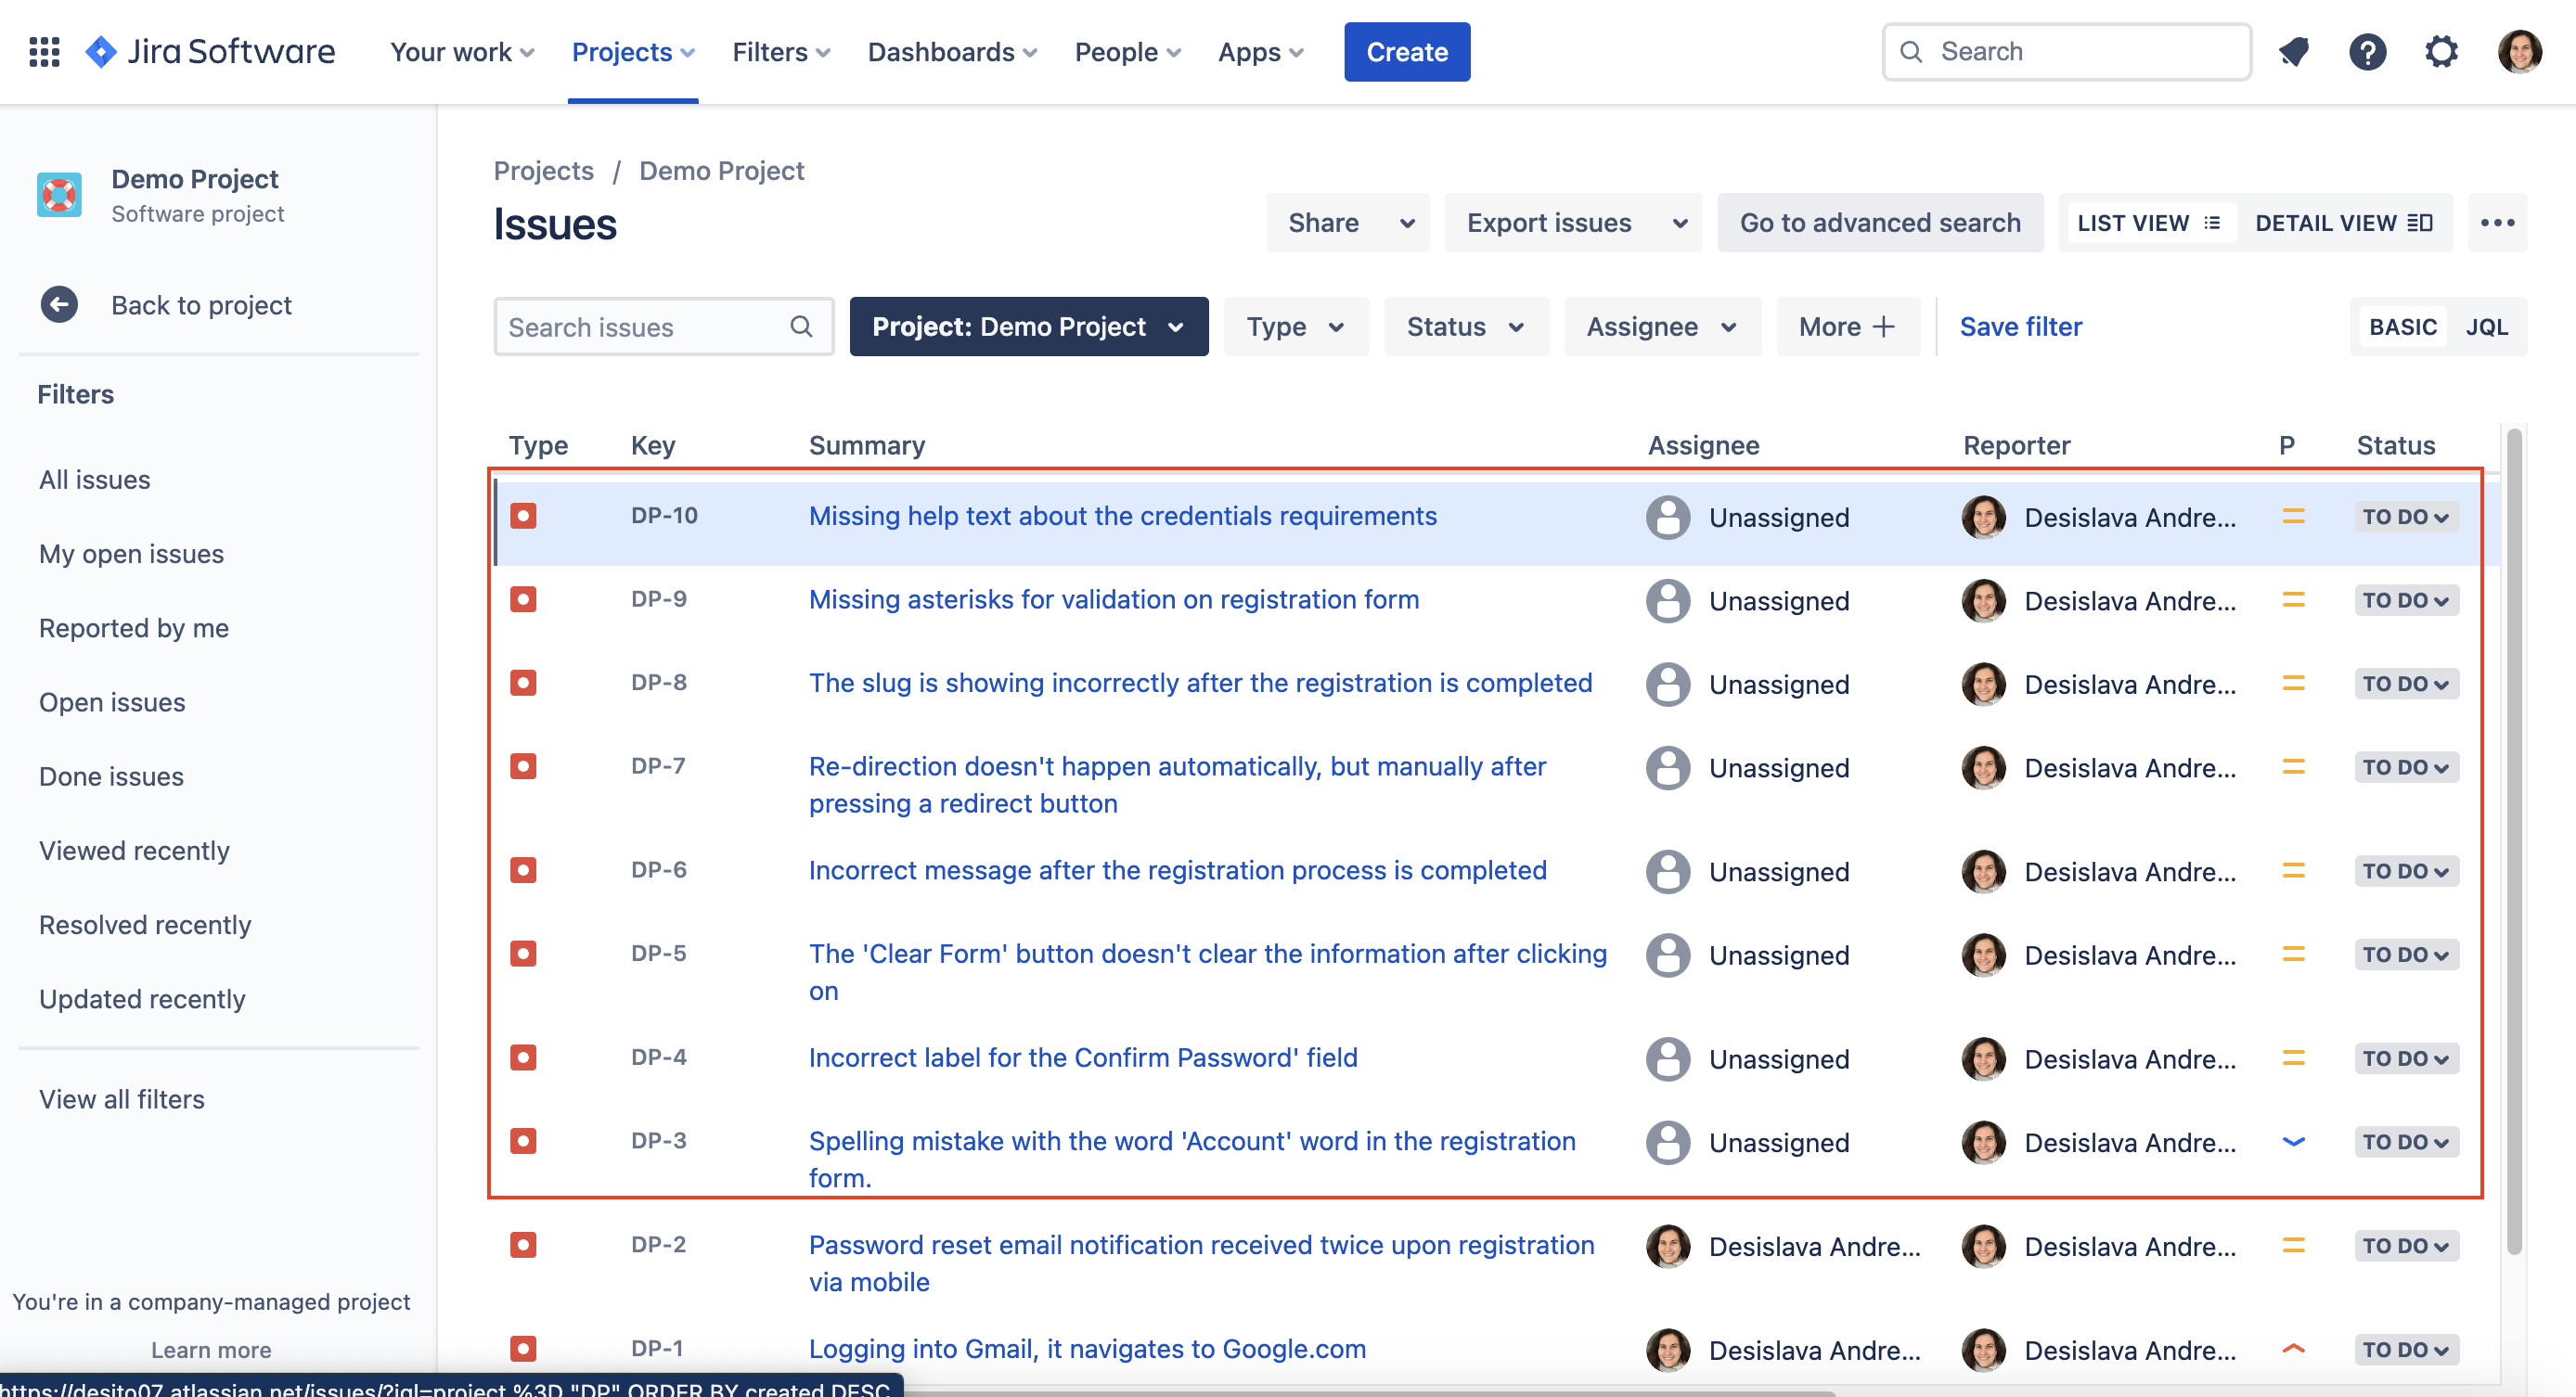 Jira Software
Your work
Projects
Filters
Dashboards
People
Apps
Create
Search
Demo Project
Software project
Back to project
Filters
All issues
My open issues
Reported by me
Open issues
Done issues
Viewed recently
Resolved recently
Updated recently
View all filters
You're in a company-managed project
Learn more
Projects / Demo Project
Issues
Share
Export issues
Go to advanced search
LIST VIEW
DETAIL VIEW
Search issues
Project: Demo Project
Type
Status
Assignee
More +
Save filter
BASIC
JQL
Type Key Summary Assignee Reporter P Status
DP-10 Missing help text about the credentials requirements Unassigned Desislava Andre... TO DO
DP-9 Missing asterisks for validation on registration form Unassigned Desislava Andre... TO DO
DP-8 The slug is showing incorrectly after the registration is completed Unassigned Desislava Andre... TO DO
DP-7 Re-direction doesn't happen automatically, but manually after Unassigned Desislava Andre... TO DO
pressing a redirect button
DP-6 Incorrect message after the registration process is completed Unassigned Desislava Andre... TO DO
DP-5 The 'Clear Form' button doesn't clear the information after clicking Unassigned Desislava Andre... TO DO
on
DP-4 Incorrect label for the Confirm Password' field Unassigned Desislava Andre... TO DO
DP-3 Spelling mistake with the word 'Account' word in the registration Unassigned Desislava Andre... TO DO
form.
DP-2 Password reset email notification received twice upon registration Desislava Andre... Desislava Andre... TO DO
via mobile
DP-1 Logging into Gmail, it navigates to Google.com Desislava Andre... Desislava Andre... TO DO
https://desito07.atlassian.net/issues/?jql=project %3D "DP" ORDER BY created DESC